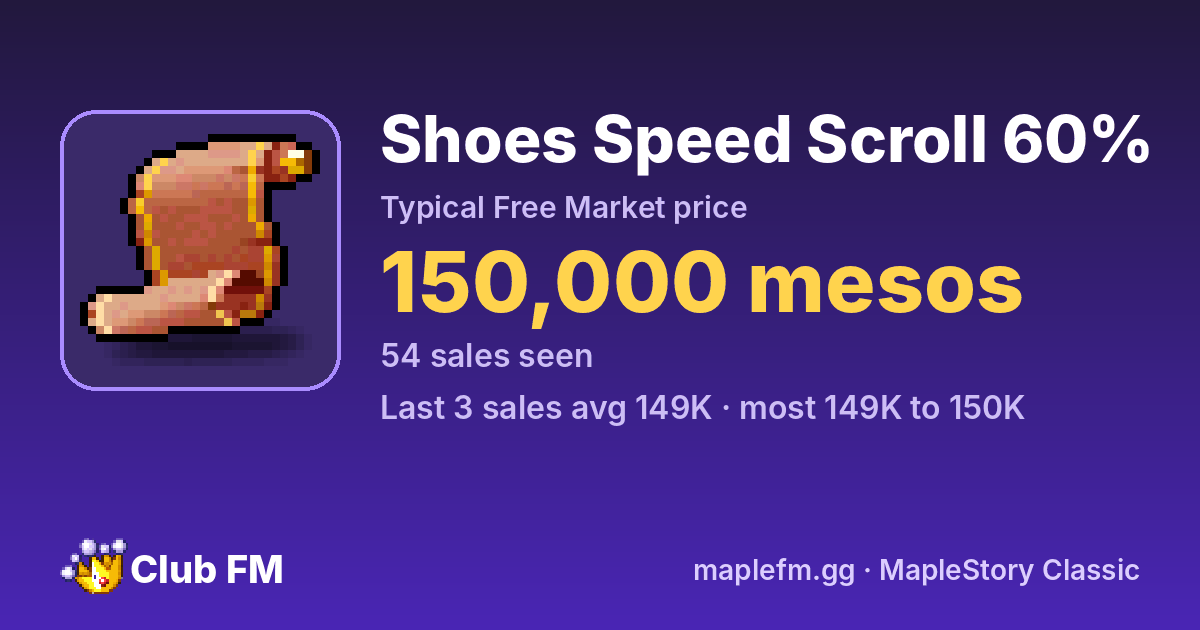 Shoes Speed Scroll 60%
Typical Free Market price
150,000 mesos
54 sales seen
Last 3 sales avg 149K · most 149K to 150K
Club FM
maplefm.gg · MapleStory Classic